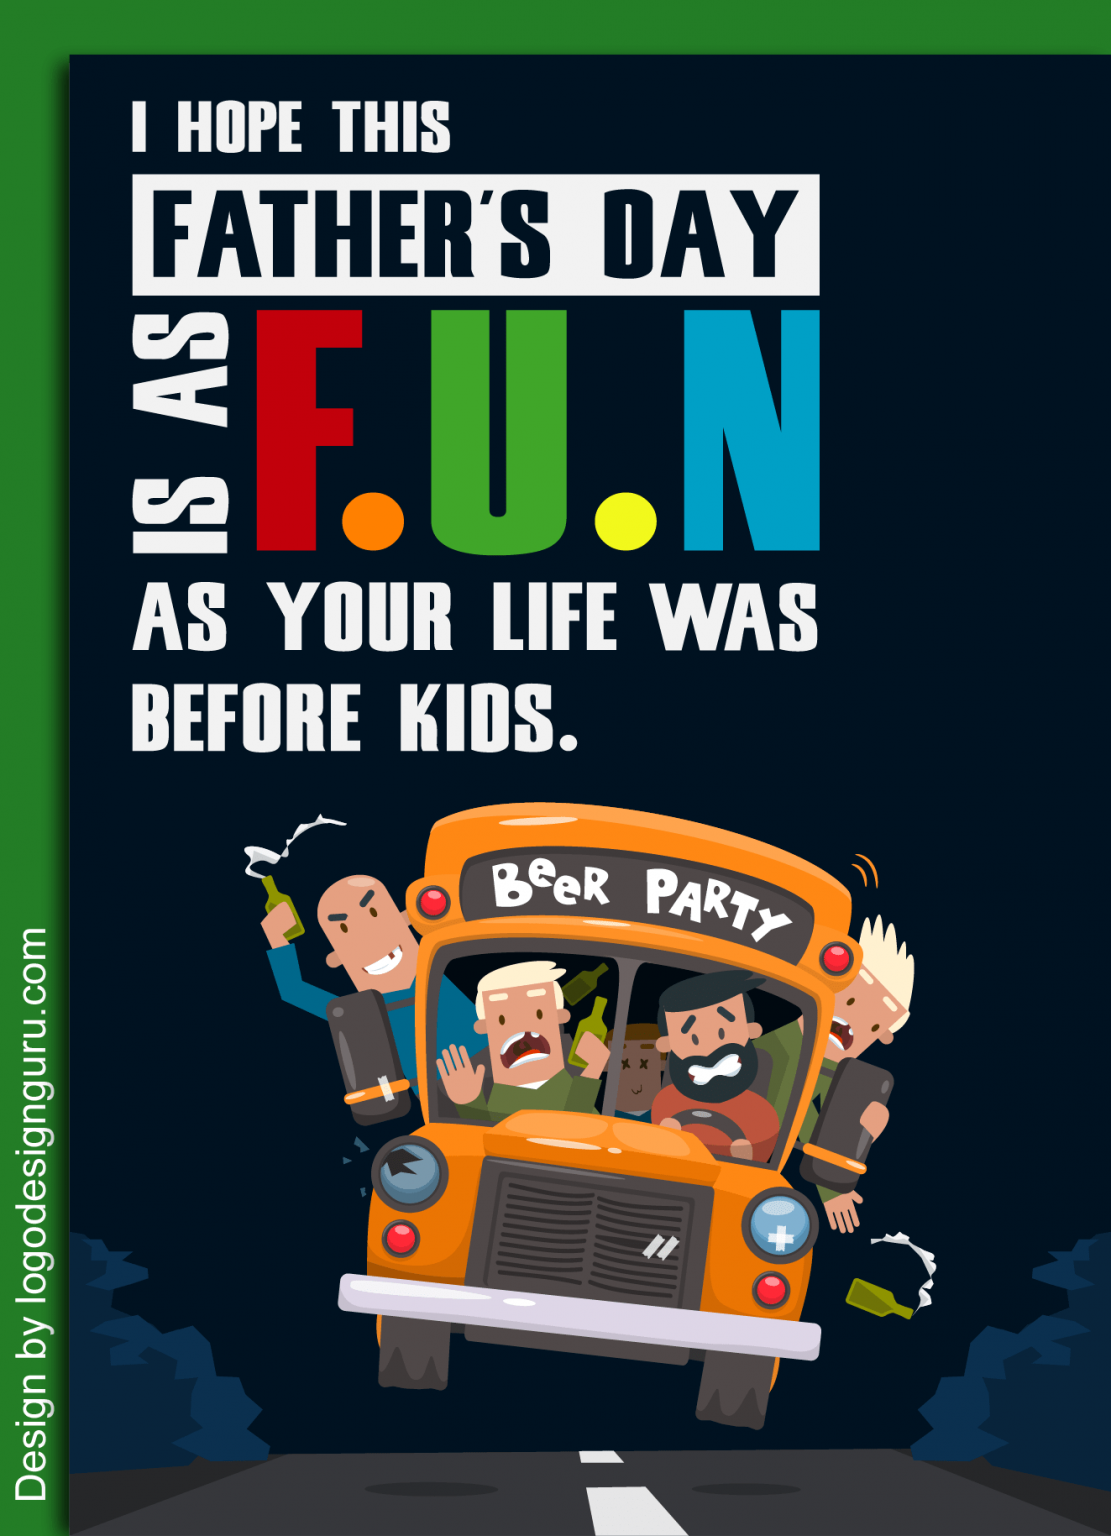 I HOPE THIS
FATHER'S DAY
IS AS
F.U.N
AS YOUR LIFE WAS
BEFORE KIDS.
BEER PARTY
Design by logodesignguru.com